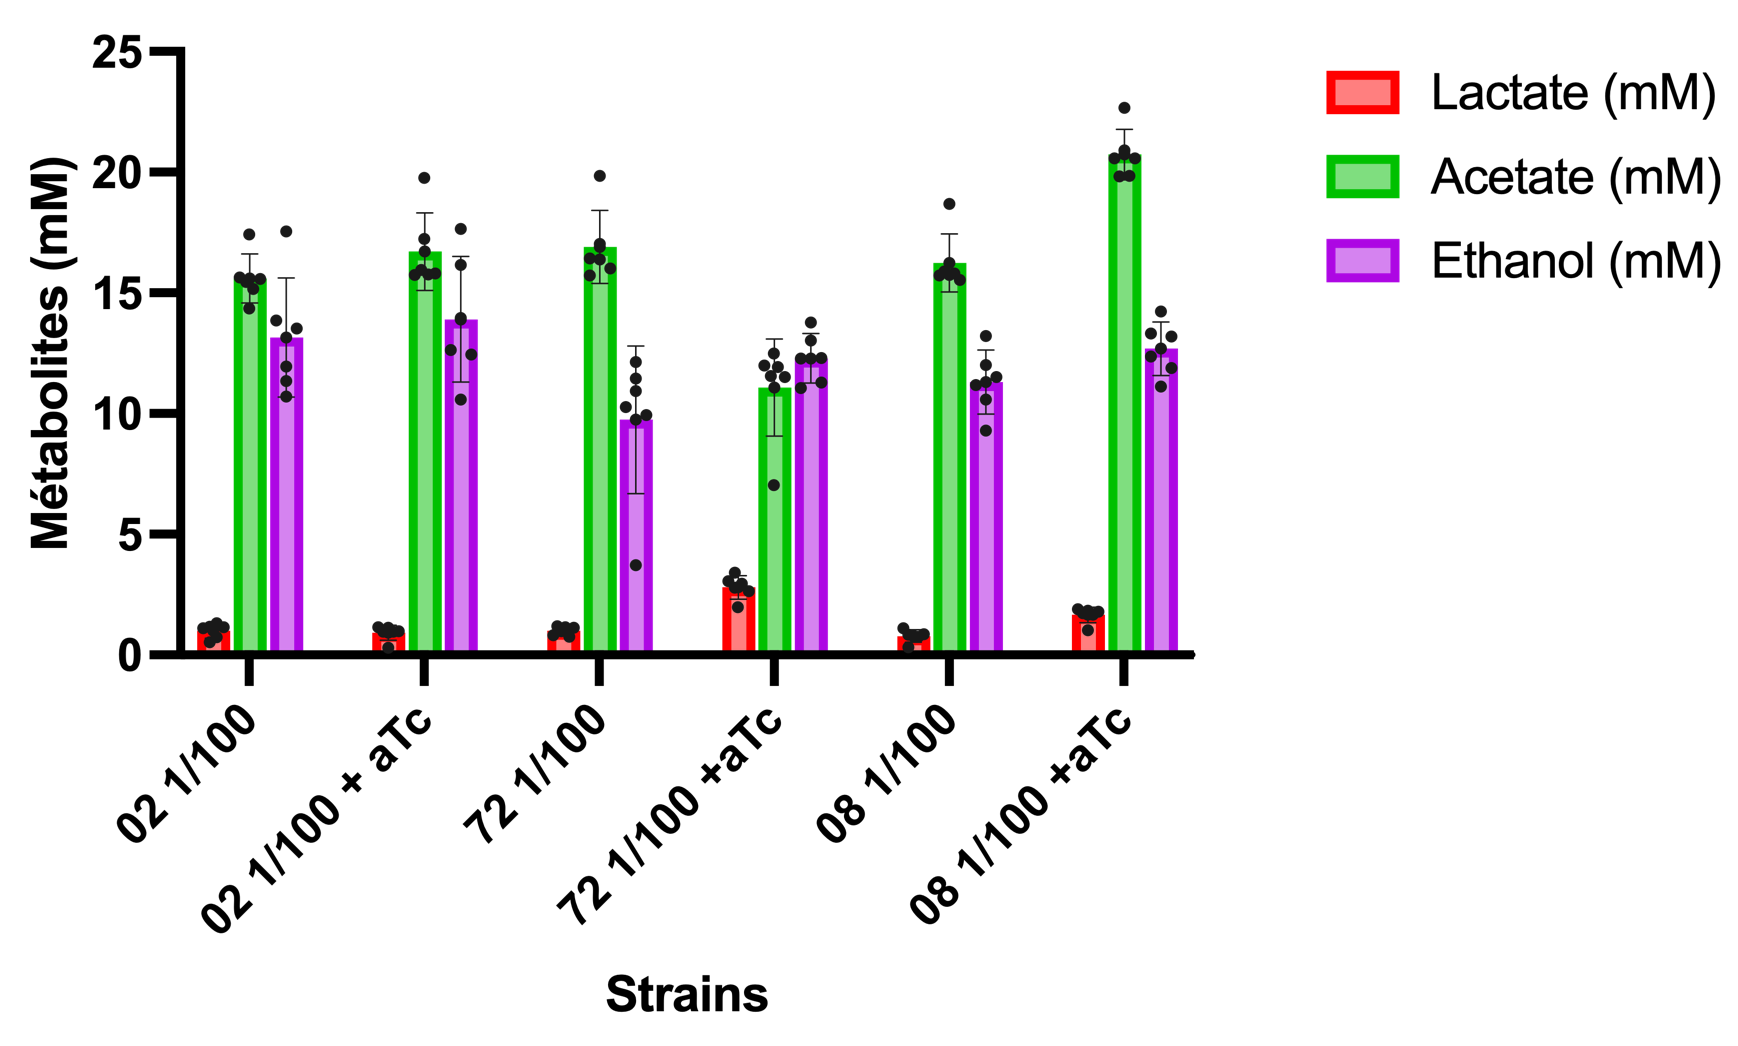 Métabolites (mM)
25
20
15
10
5
0
02 1/100
02 1/100 + aTc
72 1/100
72 1/100 +aTc
08 1/100
08 1/100 +aTc
Strains
Lactate (mM)
Acetate (mM)
Ethanol (mM)